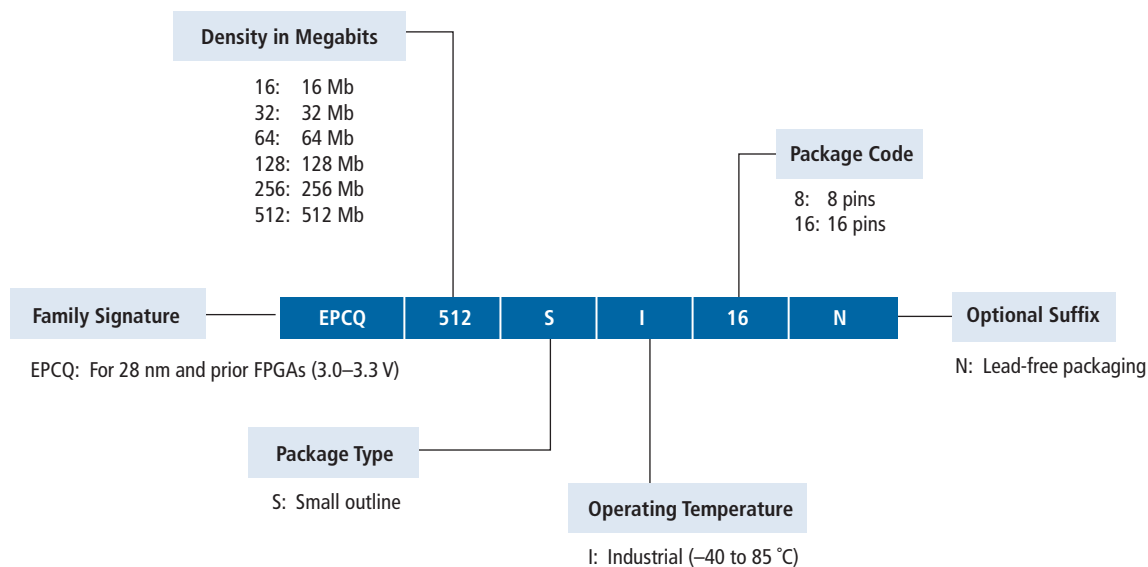 Density in Megabits
16: 16 Mb
32: 32 Mb
64: 64 Mb
128: 128 Mb
256: 256 Mb
512: 512 Mb
Package Code
8: 8 pins
16: 16 pins
Family Signature
EPCQ 512 S I 16 N
Optional Suffix
EPCQ: For 28 nm and prior FPGAs (3.0–3.3 V)
N: Lead-free packaging
Package Type
S: Small outline
Operating Temperature
I: Industrial (–40 to 85 ˚C)